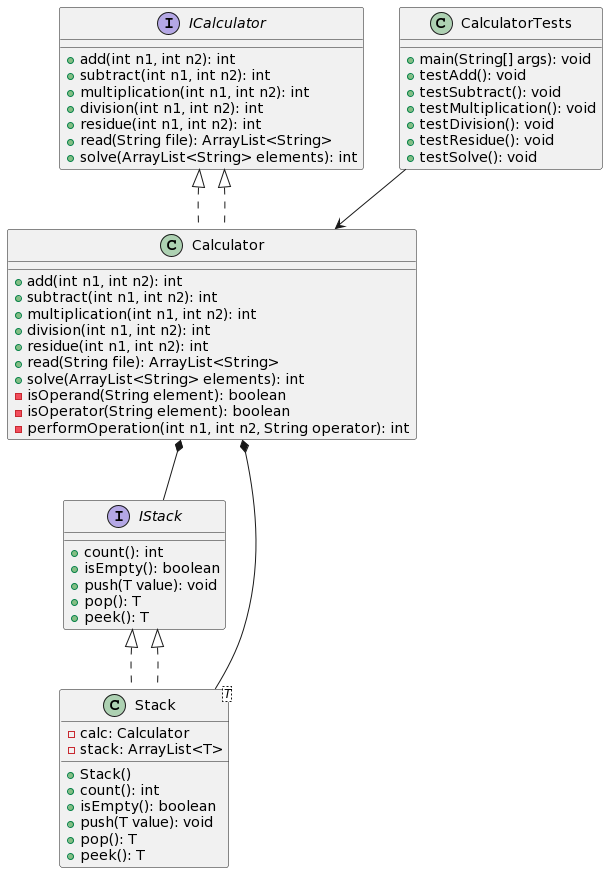 I ICalculator
add(int n1, int n2): int
subtract(int n1, int n2): int
multiplication(int n1, int n2): int
division(int n1, int n2): int
residue(int n1, int n2): int
read(String file): ArrayList<String>
solve(ArrayList<String> elements): int
C CalculatorTests
main(String[] args): void
testAdd(): void
testSubtract(): void
testMultiplication(): void
testDivision(): void
testResidue(): void
testSolve(): void
C Calculator
add(int n1, int n2): int
subtract(int n1, int n2): int
multiplication(int n1, int n2): int
division(int n1, int n2): int
residue(int n1, int n2): int
read(String file): ArrayList<String>
solve(ArrayList<String> elements): int
isOperand(String element): boolean
isOperator(String element): boolean
performOperation(int n1, int n2, String operator): int
I IStack
count(): int
isEmpty(): boolean
push(T value): void
pop(): T
peek(): T
C Stack
T
calc: Calculator
stack: ArrayList<T>
Stack()
count(): int
isEmpty(): boolean
push(T value): void
pop(): T
peek(): T